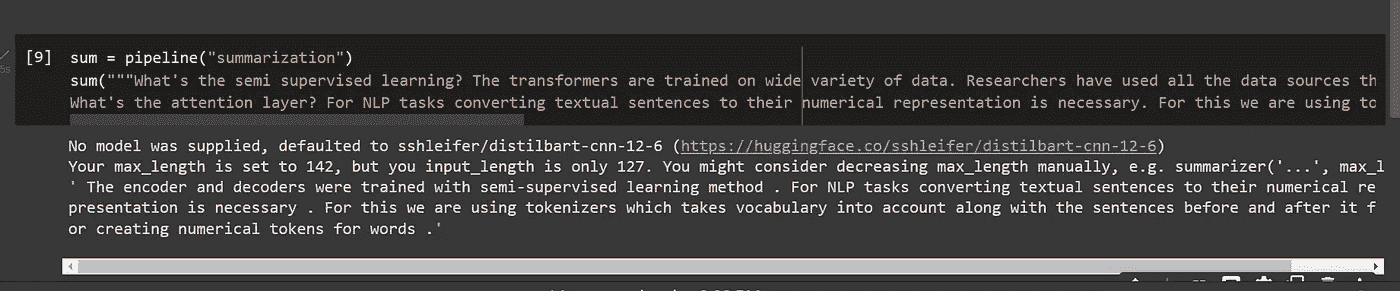 [9] sum = pipeline("summarization")
sum("""What's the semi supervised learning? The transformers are trained on wide variety of data. Researchers have used all the data sources th
What's the attention layer? For NLP tasks converting textual sentences to their numerical representation is necessary. For this we are using to
5s
No model was supplied, defaulted to sshleifer/distilbart-cnn-12-6 (https://huggingface.co/sshleifer/distilbart-cnn-12-6)
Your max_length is set to 142, but you input_length is only 127. You might consider decreasing max_length manually, e.g. summarizer('...', max_l
' The encoder and decoders were trained with semi-supervised learning method . For NLP tasks converting textual sentences to their numerical re
presentation is necessary . For this we are using tokenizers which takes vocabulary into account along with the sentences before and after it f
or creating numerical tokens for words .'